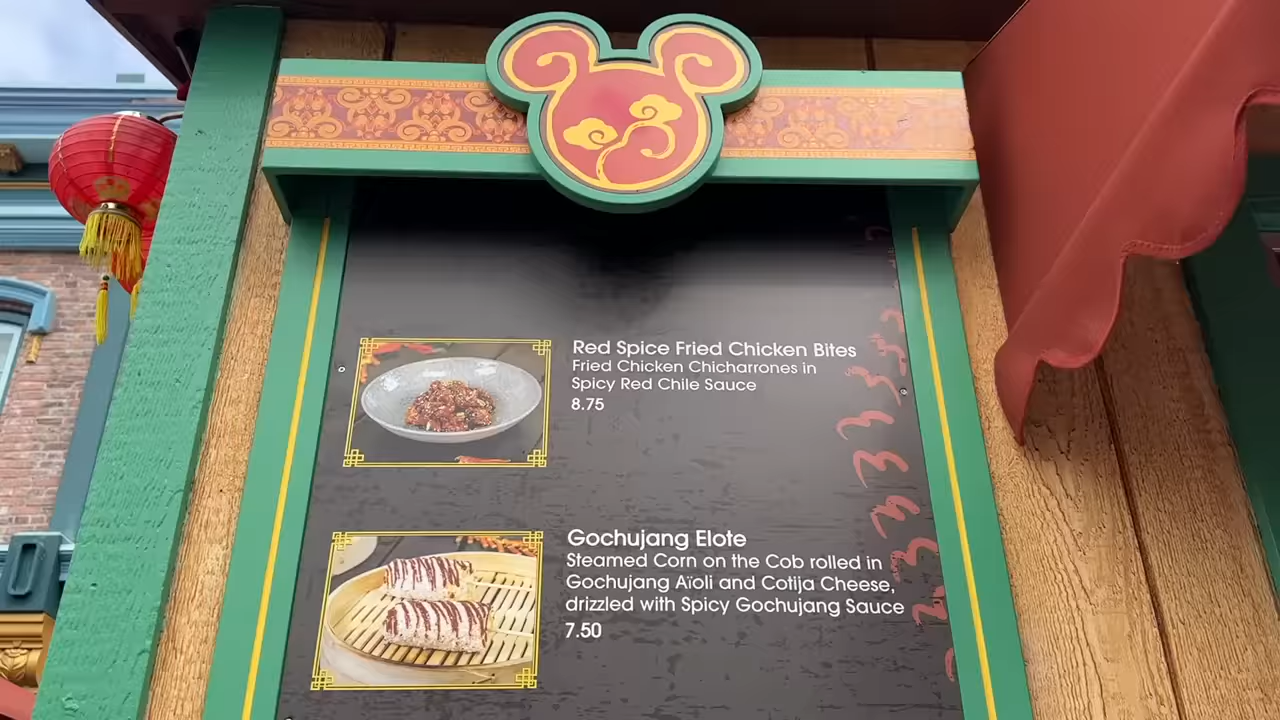 Red Spice Fried Chicken Bites
Fried Chicken Chicharrones in
Spicy Red Chile Sauce
8.75
Gochujang Elote
Steamed Corn on the Cob rolled in
Gochujang Aïoli and Cotija Cheese,
drizzled with Spicy Gochujang Sauce
7.50